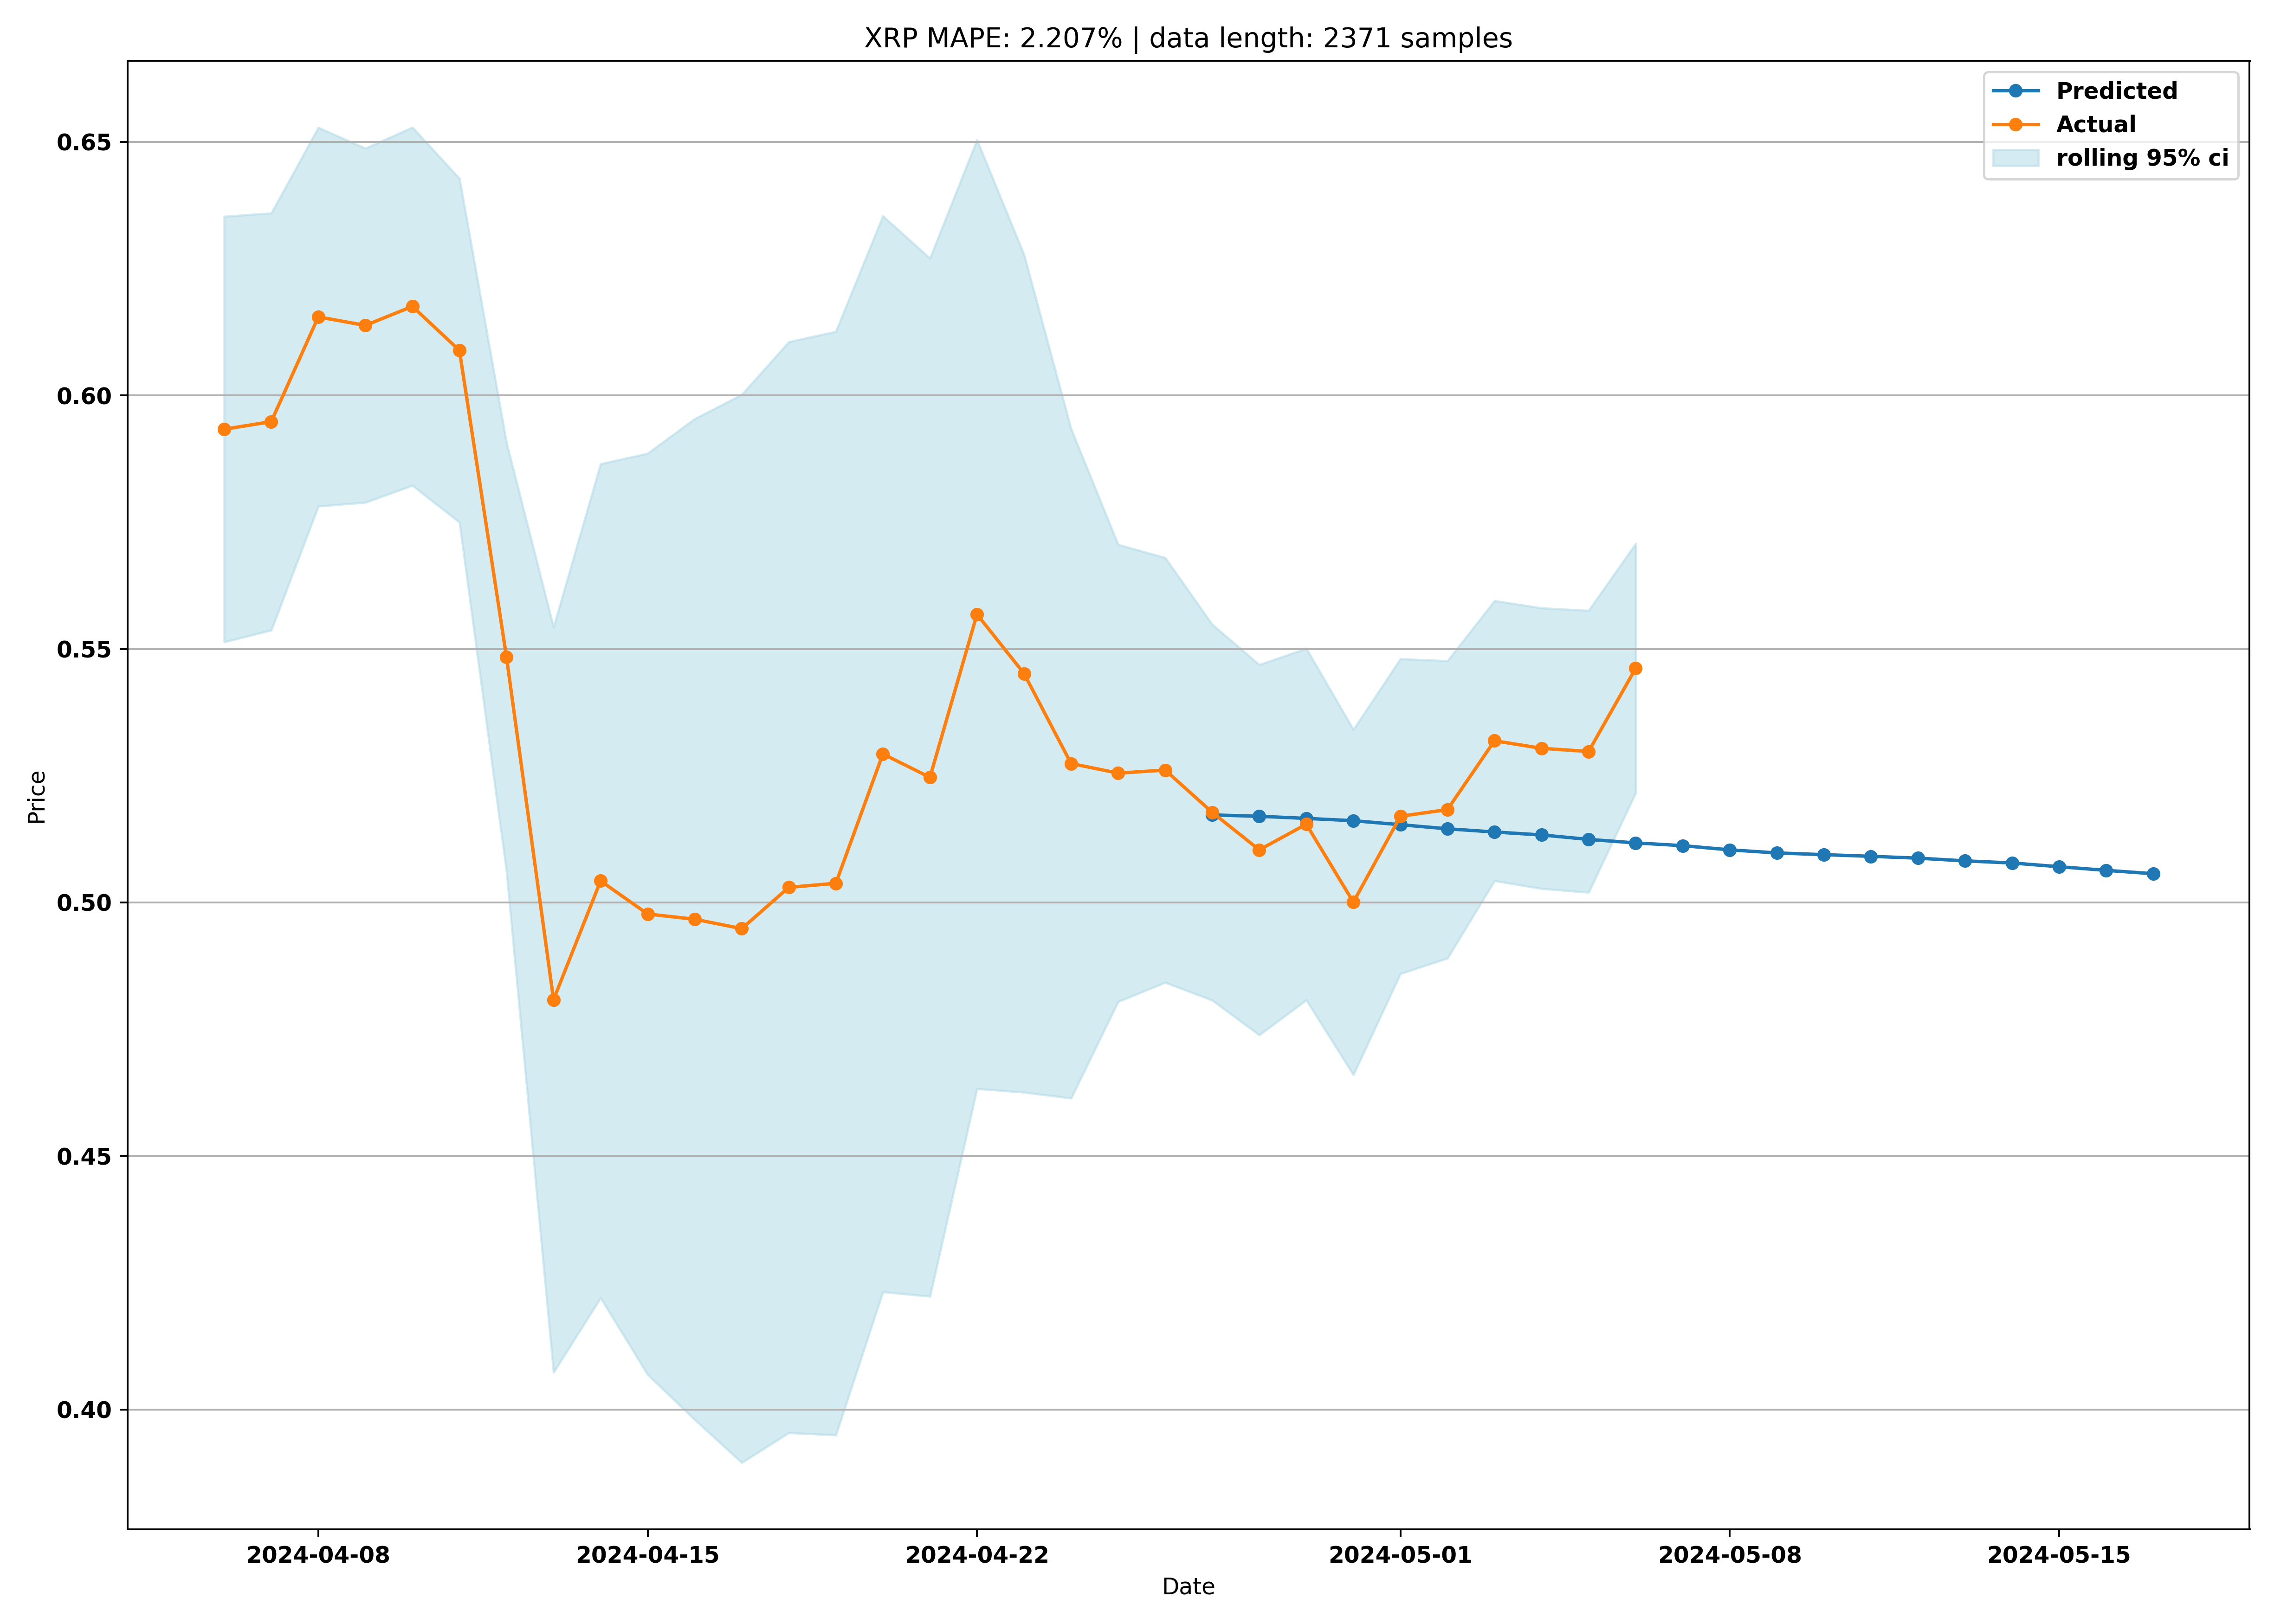 XRP MAPE: 2.207% | data length: 2371 samples
Predicted
Actual
rolling 95% ci
0.65
0.60
0.55
0.50
0.45
0.40
Price
2024-04-08
2024-04-15
2024-04-22
2024-05-01
2024-05-08
2024-05-15
Date